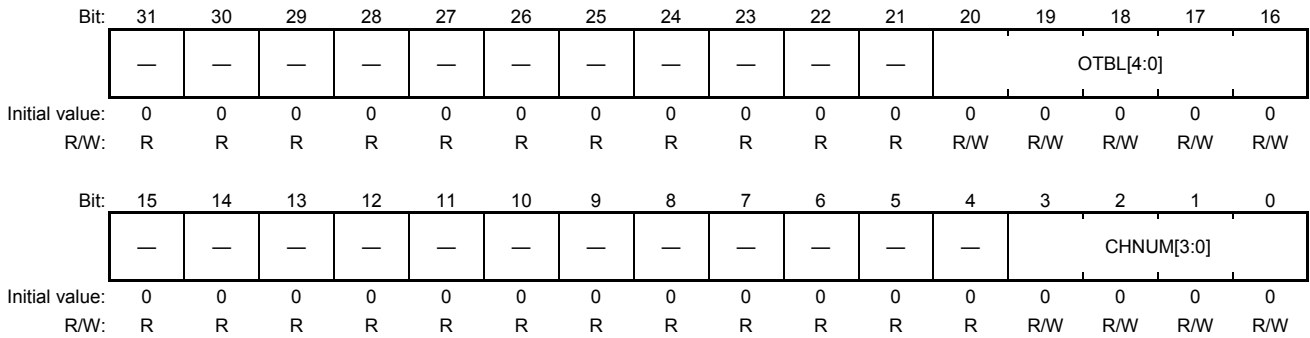 Bit: 31 30 29 28 27 26 25 24 23 22 21 20 19 18 17 16
— — — — — — — — — — — OTBL[4:0]
Initial value: 0 0 0 0 0 0 0 0 0 0 0 0 0 0 0 0
R/W: R R R R R R R R R R R R/W R/W R/W R/W R/W
Bit: 15 14 13 12 11 10 9 8 7 6 5 4 3 2 1 0
— — — — — — — — — — — — CHNUM[3:0]
Initial value: 0 0 0 0 0 0 0 0 0 0 0 0 0 0 0 0
R/W: R R R R R R R R R R R R R/W R/W R/W R/W